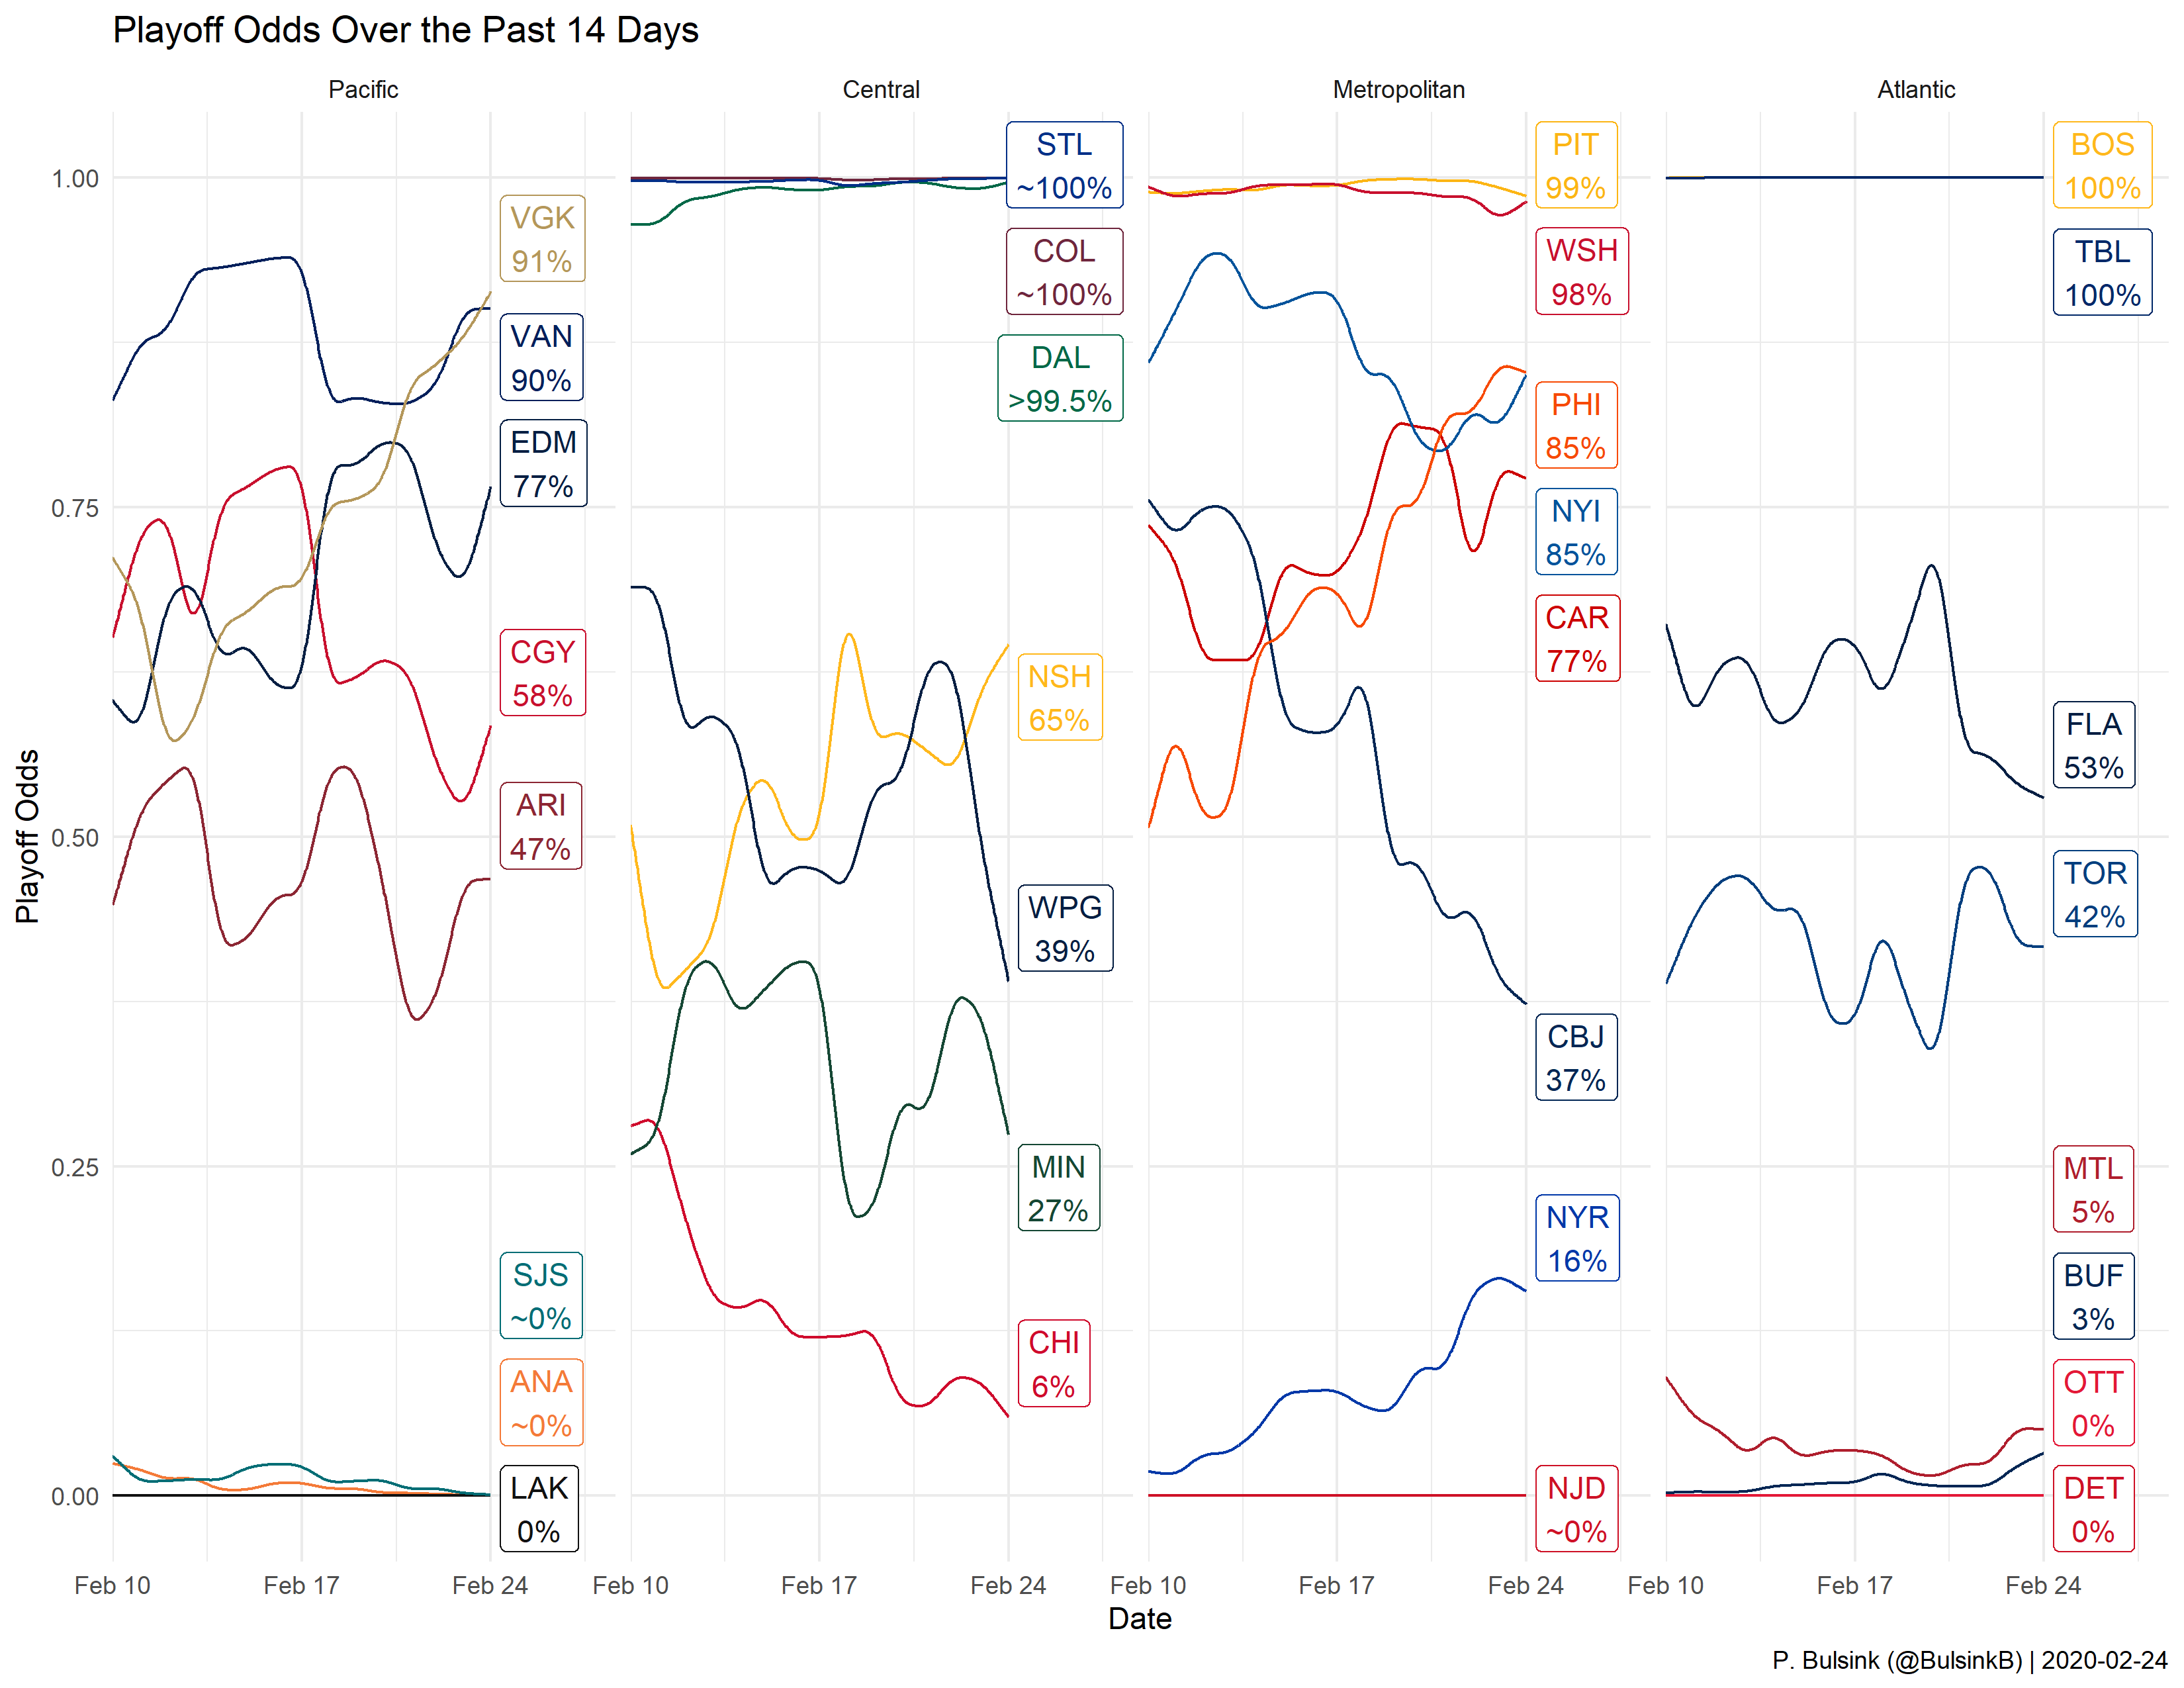 Playoff Odds Over the Past 14 Days
Pacific
Central
Metropolitan
Atlantic
Playoff Odds
1.00
0.75
0.50
0.25
0.00
VGK
91%
VAN
90%
EDM
77%
CGY
58%
ARI
47%
SJS
~0%
ANA
~0%
LAK
0%
STL
~100%
COL
~100%
DAL
>99.5%
NSH
65%
WPG
39%
MIN
27%
CHI
6%
PIT
99%
WSH
98%
PHI
85%
NYI
85%
CAR
77%
CBJ
37%
NYR
16%
NJD
~0%
BOS
100%
TBL
100%
FLA
53%
TOR
42%
MTL
5%
BUF
3%
OTT
0%
DET
0%
Feb 10
Feb 17
Feb 24
Feb 10
Feb 17
Feb 24
Feb 10
Feb 17
Feb 24
Feb 10
Feb 17
Feb 24
Date
P. Bulsink (@BulsinkB) | 2020-02-24